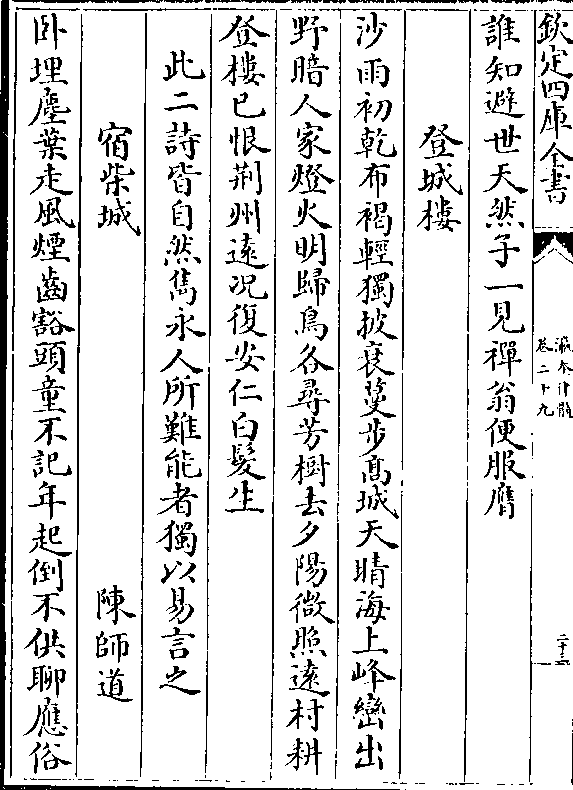 欽定四庫全書
瀛奎律髓
卷二十九
二十三
誰知避世天然子一見禪翁便服膺
登城樓
沙雨初乾布褐輕獨披衰蔓步髙城天晴海上峰巒出
野暗人家燈火明歸鳥各尋芳樹去夕陽微照逺村耕
登樓已恨荆州逺况復安仁白髮生
此二詩皆自然雋永人所難能者獨以易言之
宿柴城
陳師道
卧埋塵葉走風煙齒豁頭童不記年起倒不供聊應俗